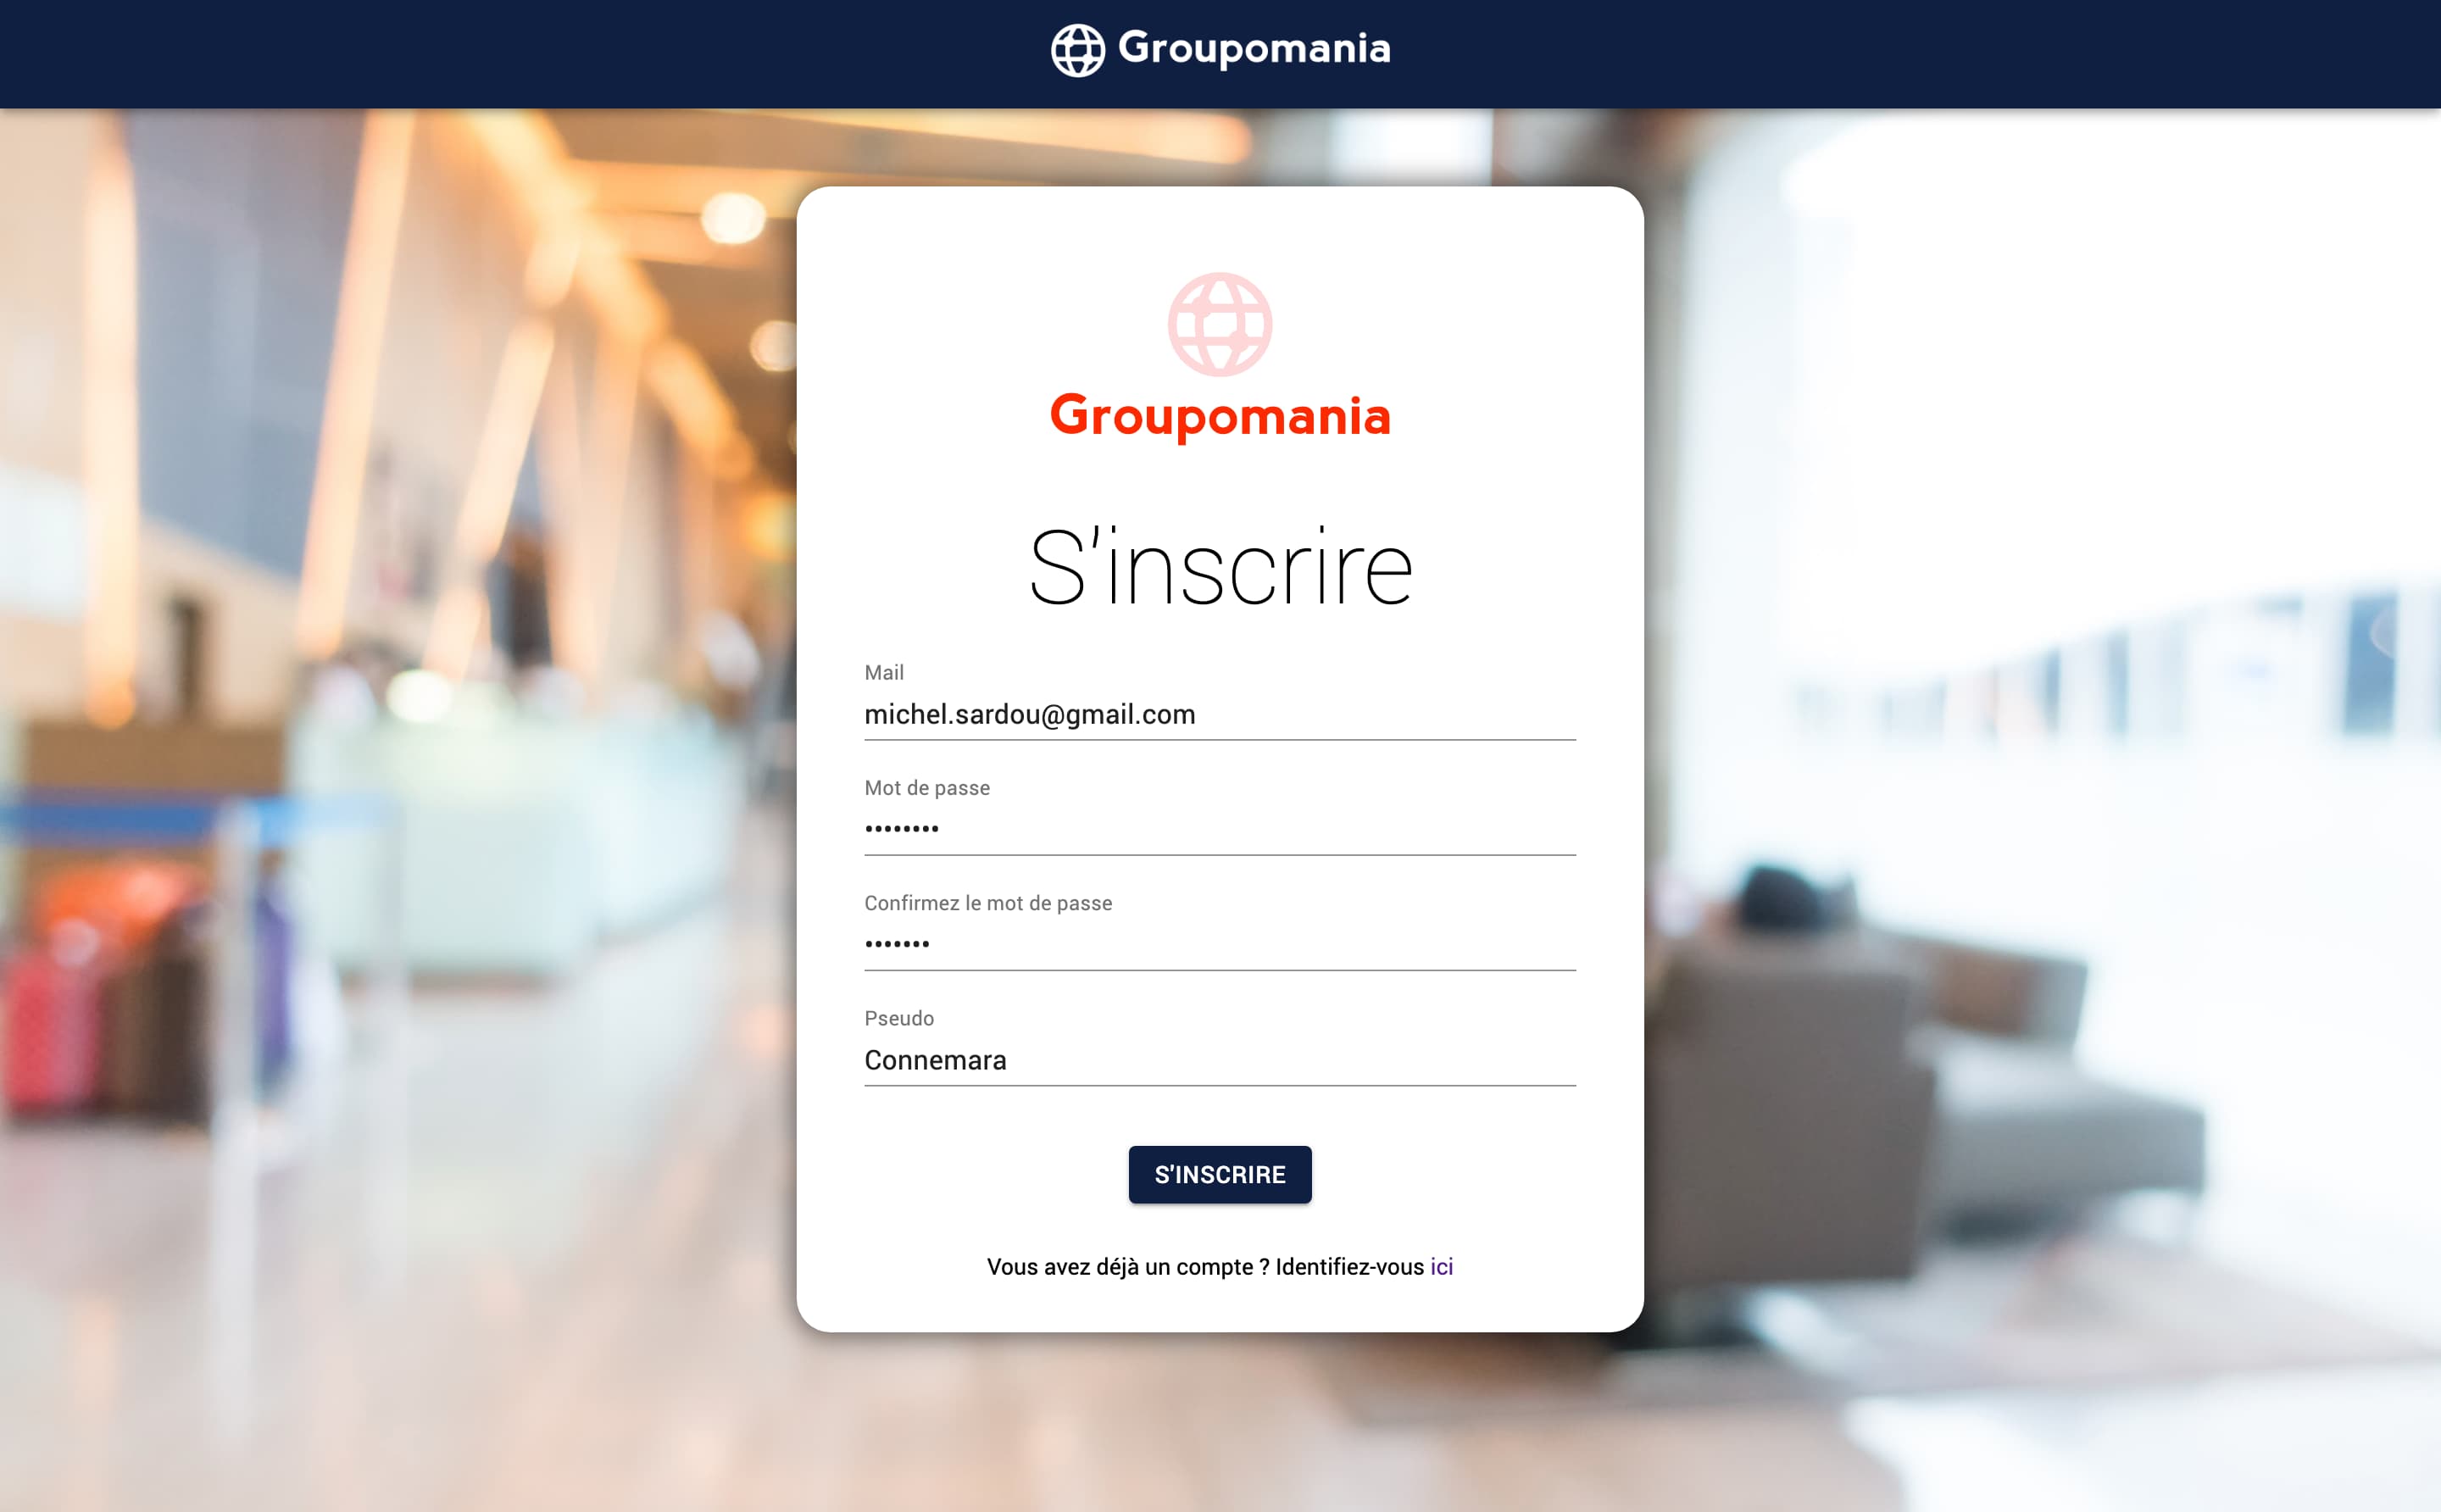 Groupomania
Groupomania
S'inscrire
Mail
michel.sardou@gmail.com
Mot de passe
••••••••
Confirmez le mot de passe
•••••••
Pseudo
Connemara
S'INSCRIRE
Vous avez déjà un compte ? Identifiez-vous ici